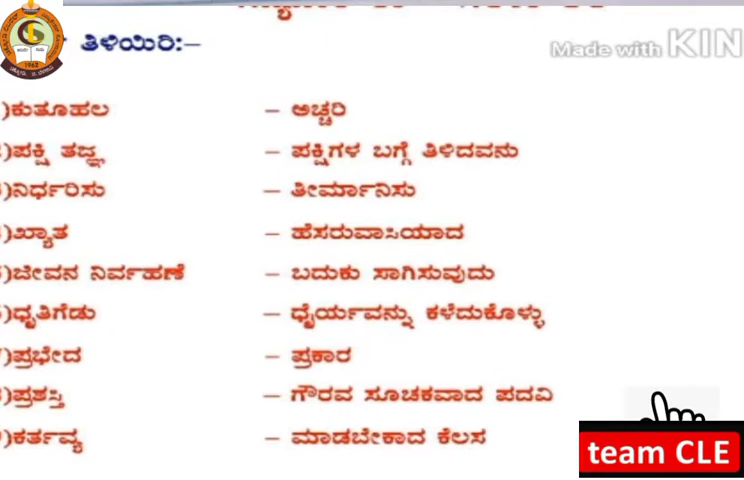 ತಿಳಿಯಿರಿ:–
Made with KIN
)ಕುತೂಹಲ – ಅಚ್ಚರಿ
)ಪಕ್ಷಿ ತಜ್ಞ – ಪಕ್ಷಿಗಳ ಬಗ್ಗೆ ತಿಳಿದವನು
)ನಿರ್ಧರಿಸು – ತೀರ್ಮಾನಿಸು
)ಖ್ಯಾತ – ಹೆಸರುವಾಸಿಯಾದ
)ಜೀವನ ನಿರ್ವಹಣೆ – ಬದುಕು ಸಾಗಿಸುವುದು
)ಧೃತಿಗೆಡು – ಧೈರ್ಯವನ್ನು ಕಳೆದುಕೊಳ್ಳು
)ಪ್ರಭೇದ – ಪ್ರಕಾರ
)ಪ್ರಶಸ್ತಿ – ಗೌರವ ಸೂಚಕವಾದ ಪದವಿ
)ಕರ್ತವ್ಯ – ಮಾಡಬೇಕಾದ ಕೆಲಸ
team CLE
1962